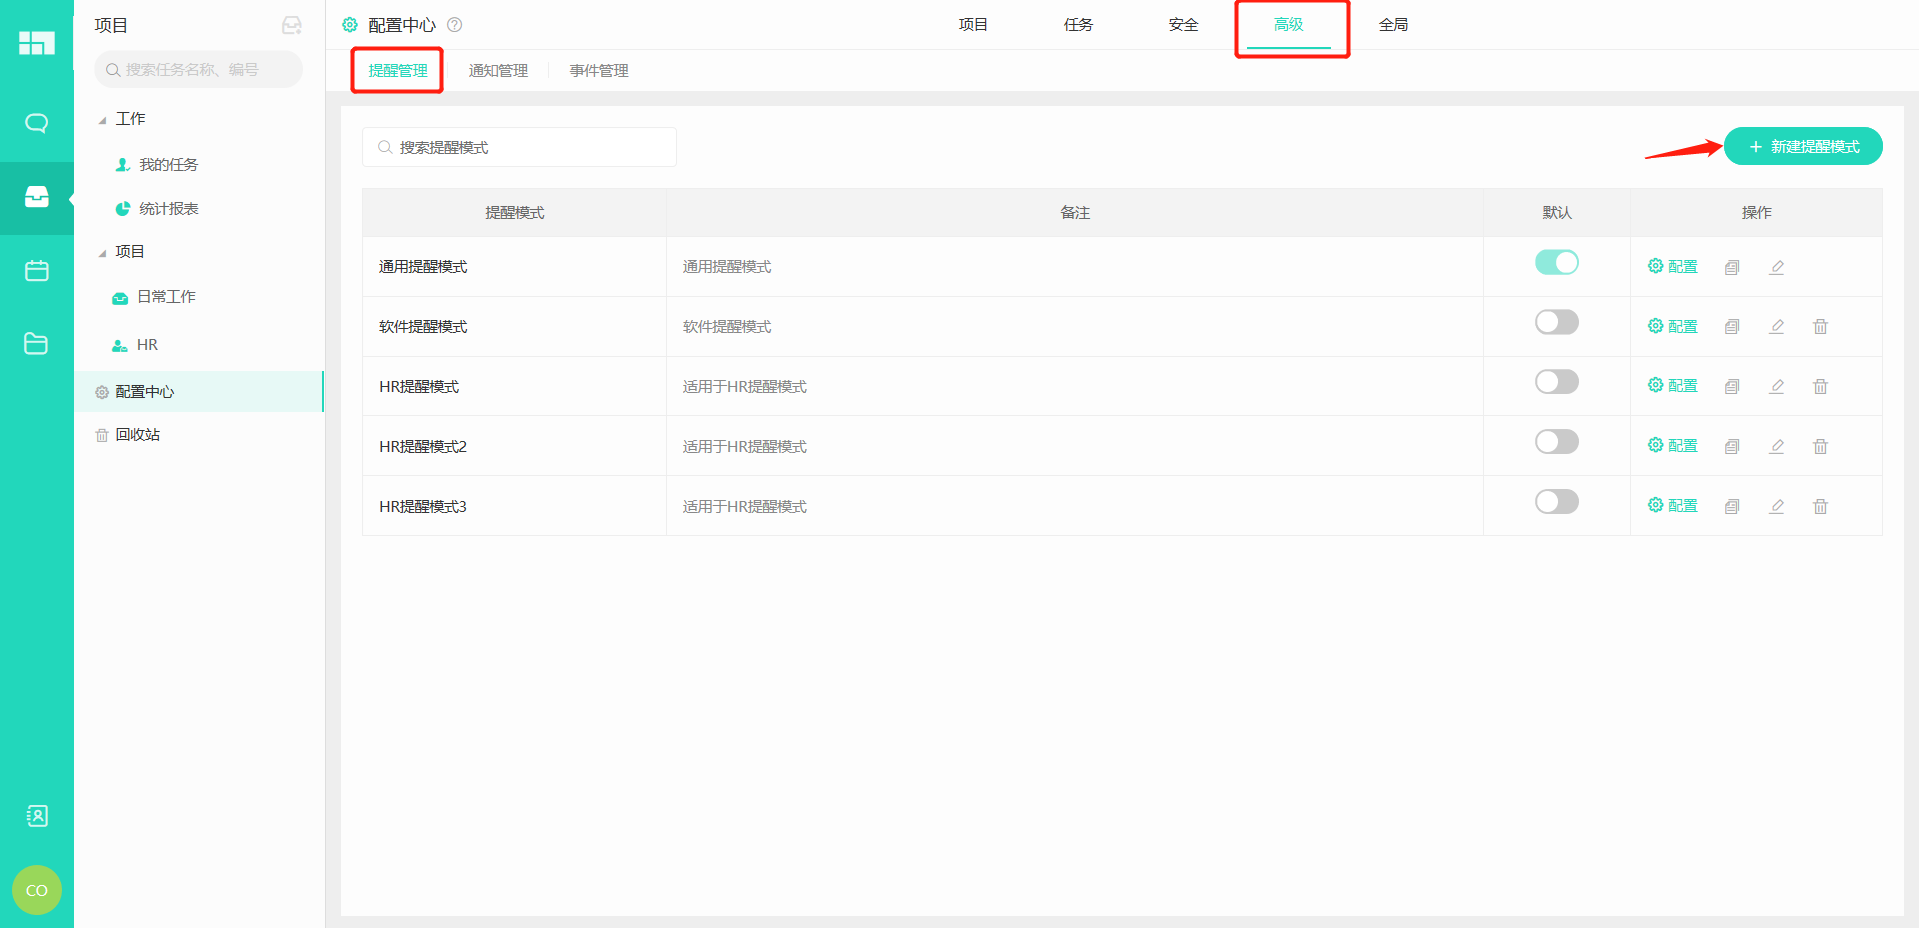 项目
搜索任务名称、编号
工作
我的任务
统计报表
项目
日常工作
HR
配置中心
回收站
CO
配置中心 ?
项目 任务 安全 高级 全局
提醒管理 通知管理 事件管理
搜索提醒模式
+ 新建提醒模式
提醒模式 备注 默认 操作
通用提醒模式 通用提醒模式 配置
软件提醒模式 软件提醒模式 配置
HR提醒模式 适用于HR提醒模式 配置
HR提醒模式2 适用于HR提醒模式 配置
HR提醒模式3 适用于HR提醒模式 配置